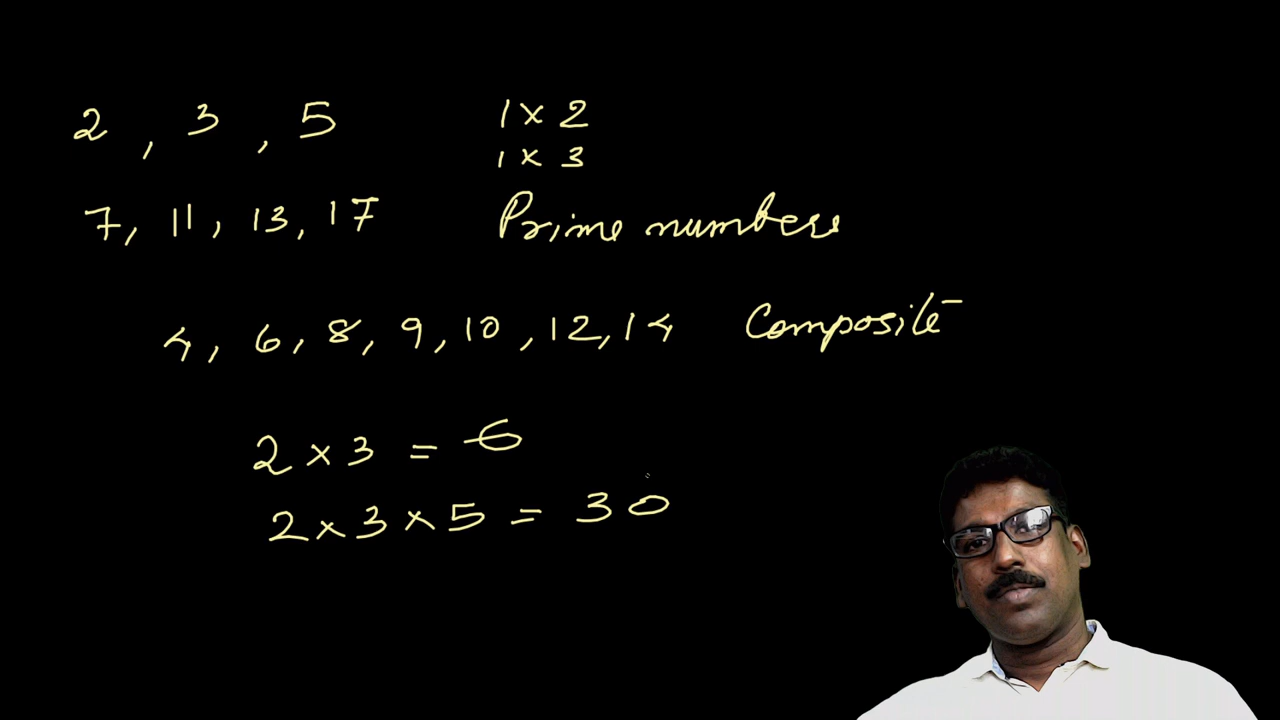 2, 3, 5
1 x 2
1 x 3
7, 11, 13, 17
Prime numbers
4, 6, 8, 9, 10, 12, 14 Composite
2 x 3 = 6
2 x 3 x 5 = 30